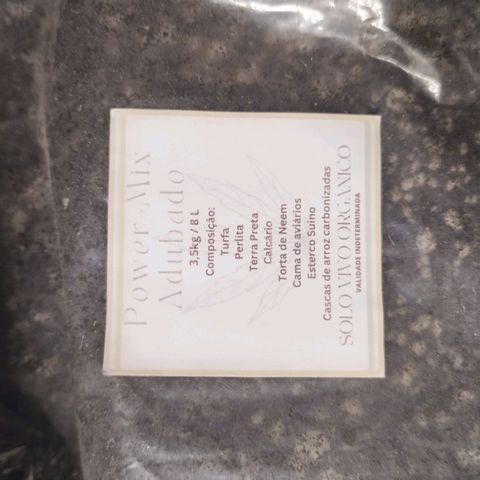 Power Mix
Adubado
3,5kg / 8 L
Composição:
Turfa
Perlita
Terra Preta
Calcário
Torta de Neem
Cama de aviários
Esterco Suíno
Cascas de arroz carbonizadas
SOLO VIVO ORGÂNICO
VALIDADE INDETERMINADA